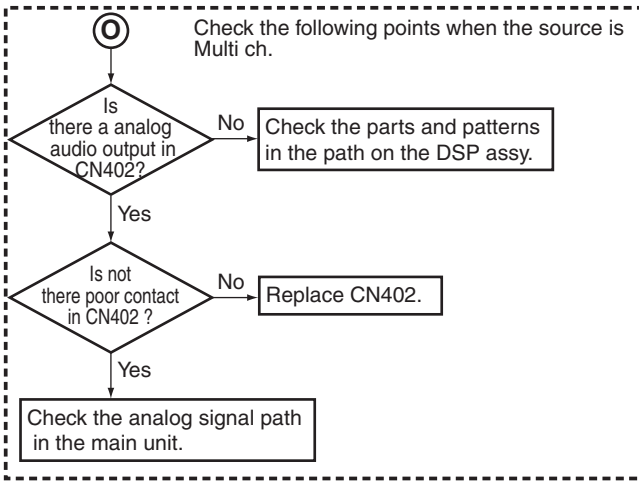 O
Check the following points when the source is
Multi ch.
Is
there a analog
audio output in
CN402?
No
Check the parts and patterns
in the path on the DSP assy.
Yes
Is not
there poor contact
in CN402 ?
No
Replace CN402.
Yes
Check the analog signal path
in the main unit.